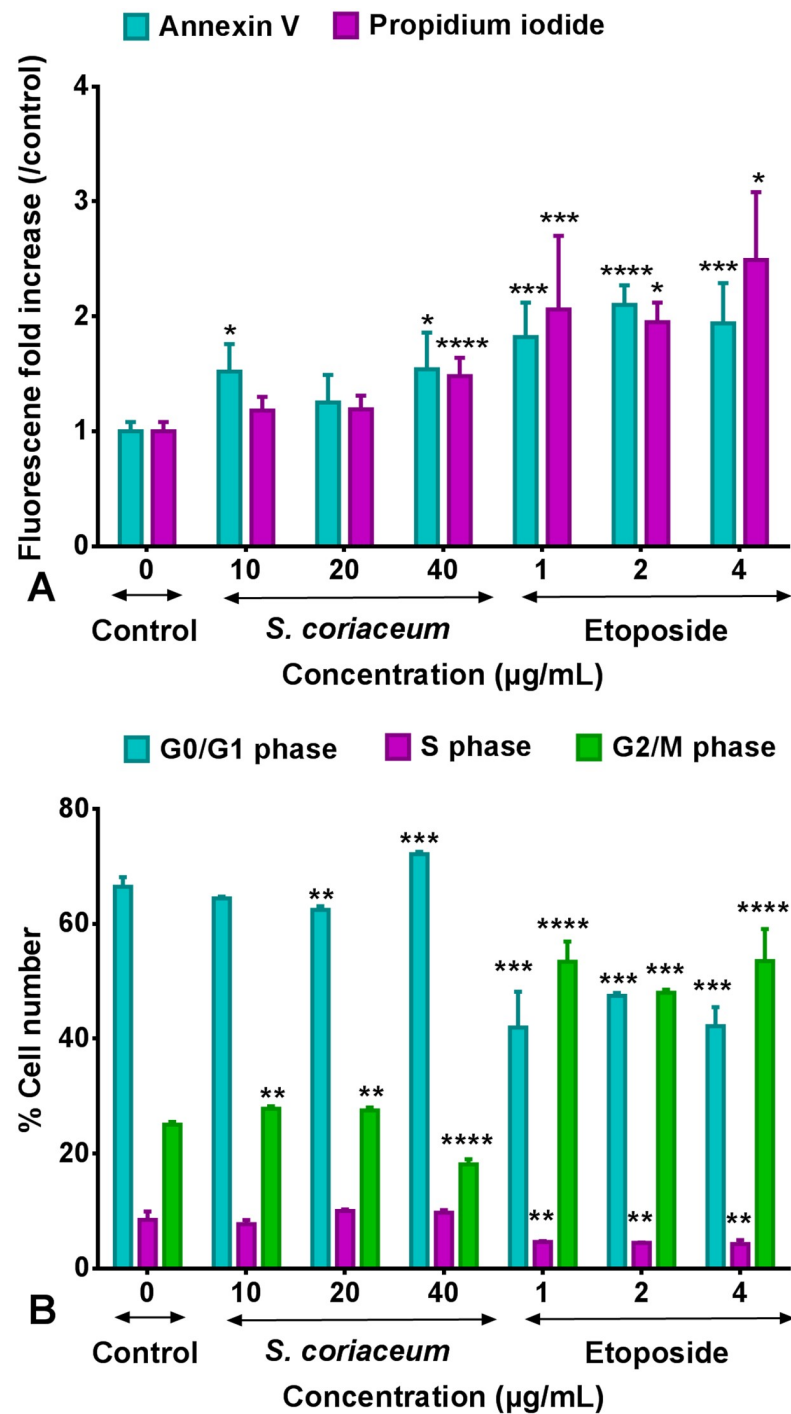 Annexin V Propidium iodide
Fluorescene fold increase (/control)
4
3
2
1
0
*
*
****
***
***
****
*
***
*
0 10 20 40 1 2 4
A
Control S. coriaceum Etoposide
Concentration (µg/mL)
G0/G1 phase S phase G2/M phase
% Cell number
80
60
40
20
0
**
**
**
***
****
***
****
**
***
***
**
***
****
**
0 10 20 40 1 2 4
B
Control S. coriaceum Etoposide
Concentration (µg/mL)